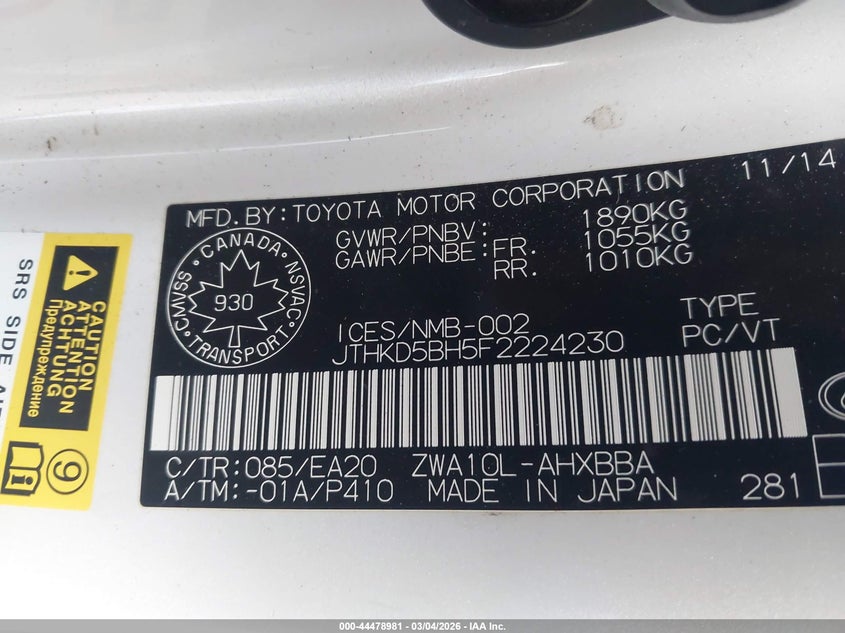 MFD.BY:TOYOTA MOTOR CORPORATION 11/14
GVWR/PNBV: 1890KG
GAWR/PNBE: FR: 1055KG
RR: 1010KG
CANADA
CMVSS NSVAC
930
TRANSPORT
ICES/NMB-002
JTHKD5BH5F2224230
TYPE
PC/VT
C/TR:085/EA20 ZWA10L-AHXBBA
A/TM:-01A/P410 MADE IN JAPAN 281
SRS SIDE
CAUTION
ATTENTION
ACHTUNG
Предупреждение
9
000-44478981 — 03/04/2026 — IAA Inc.